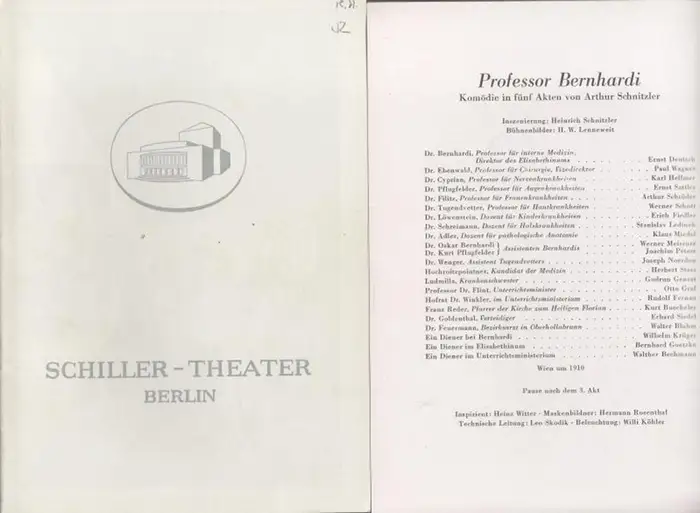 SCHILLER - THEATER
BERLIN
Professor Bernhardi
Komödie in fünf Akten von Arthur Schnitzler
Inszenierung: Heinrich Schnitzler
Bühnenbilder: H. W. Lenneweit
Dr. Bernhardi, Professor für interne Medizin,
Direktor des Elisabethinums . . . . . . . . . . Ernst Deutsch
Dr. Ebenwald, Professor für Chirurgie, Vizedirektor . . . . . . . Paul Wagner
Dr. Cyprian, Professor für Nervenkrankheiten . . . . . . . . . . Karl Hellmer
Dr. Pflugfelder, Professor für Augenkrankheiten . . . . . . . . . Ernst Sattler
Dr. Filitz, Professor für Frauenkrankheiten . . . . . . . . . . Arthur Schröder
Dr. Tugendvetter, Professor für Hautkrankheiten . . . . . . . . Werner
Dr. Löwenstein, Dozent für Kinderkrankheiten . . . . . . . . . Erich Fiedler
Dr. Schreimann, Dozent für Halskrankheiten . . . . . . . . . Stanislav Ledinek
Dr. Adler, Dozent für pathologische Anatomie . . . . . . . . . Klaus Miedel
Dr. Oskar Bernhardi } Assistenten Bernhardis . . . . . . . . . Werner
Dr. Kurt Pflugfelder } Joachim
Dr. Wenger, Assistent Tugendvetters . . . . . . . . . . . Joseph Noerden
Hochroitzpointner, Kandidat der Medizin . . . . . . . . . . Herbert
Ludmilla, Krankenschwester . . . . . . . . . . . . . Gudrun Genest
Professor Dr. Flint, Unterrichtsminister . . . . . . . . . . Otto Graf
Hofrat Dr. Winkler, im Unterrichtsministerium . . . . . . . . Rudolf Fernau
Franz Reder, Pfarrer der Kirche zum Heiligen Florian . . . . . . Kurt Buecheler
Dr. Goldenthal, Verteidiger . . . . . . . . . . . . . Erhard Siedel
Dr. Feuermann, Bezirksarzt in Oberhollabrunn . . . . . . . . Walter Bluhm
Ein Diener bei Bernhardi . . . . . . . . . . . . . Wilhelm Krüger
Ein Diener im Elisabethinum . . . . . . . . . . . . Bernhard Goetzke
Ein Diener im Unterrichtsministerium . . . . . . . . . . Walther Bechmann
Wien um 1910
Pause nach dem 3. Akt
Inspizient: Heinz Witter - Maskenbildner: Hermann Rosenthal
Technische Leitung: Leo Skodik - Beleuchtung: Willi Köhler